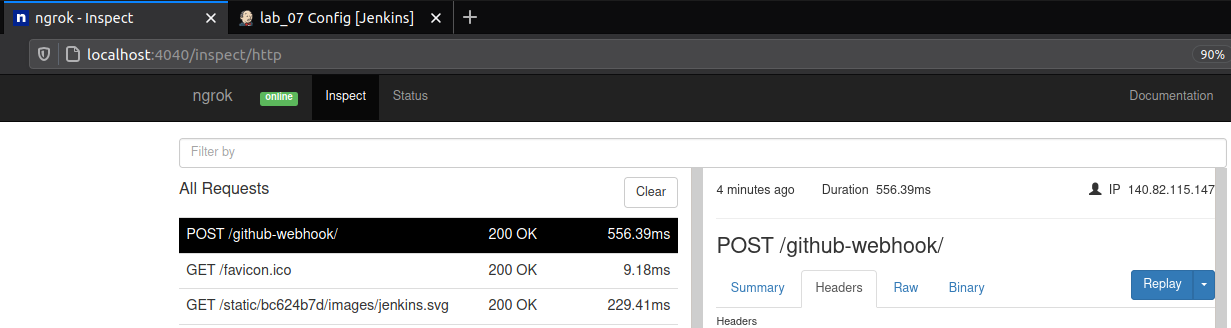 n ngrok - Inspect
lab_07 Config [Jenkins]
localhost:4040/inspect/http
90%
ngrok online Inspect Status Documentation
Filter by
All Requests
Clear
POST /github-webhook/ 200 OK 556.39ms
GET /favicon.ico 200 OK 9.18ms
GET /static/bc624b7d/images/jenkins.svg 200 OK 229.41ms
4 minutes ago Duration 556.39ms IP 140.82.115.147
POST /github-webhook/
Summary Headers Raw Binary Replay
Headers